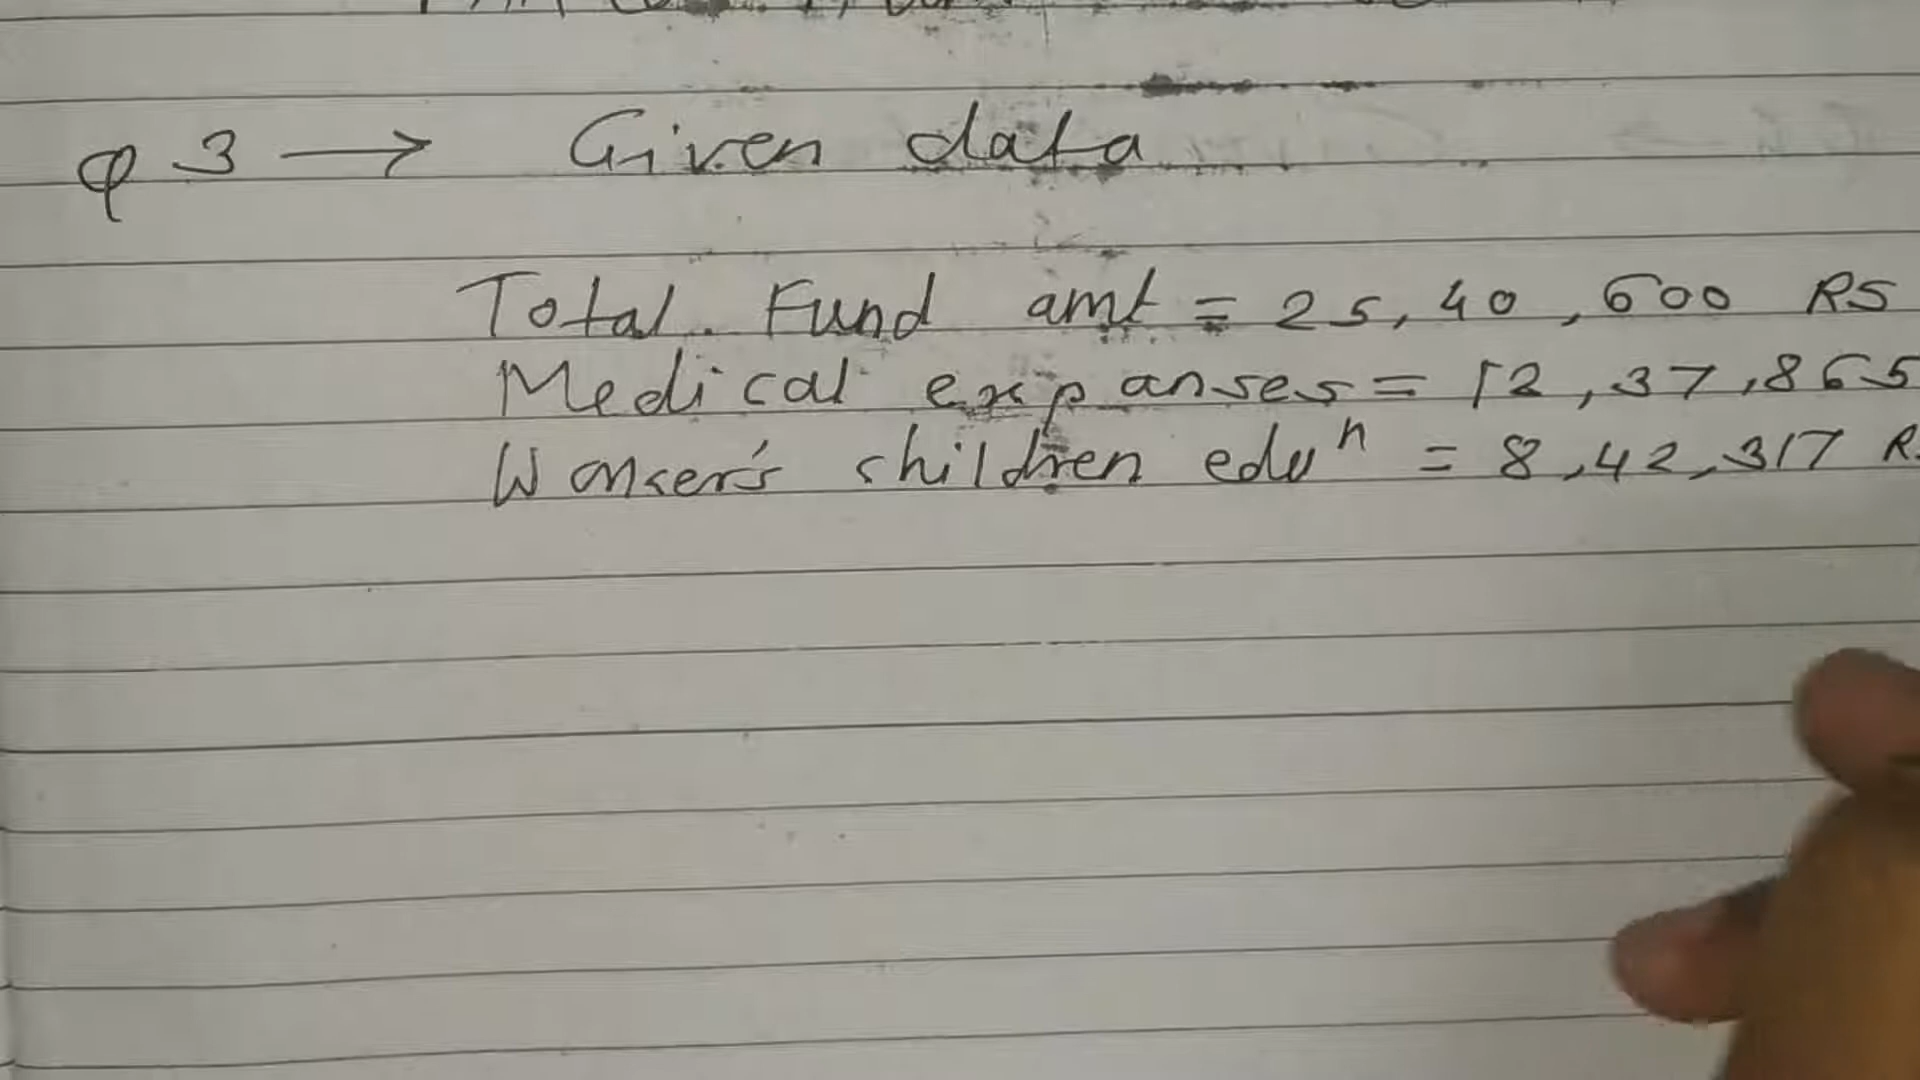 Q 3 → Given data
Total. Fund amt = 25,40,600 RS
Medical expanses = 12,37,865
Worker's children eduⁿ = 8,42,317 R